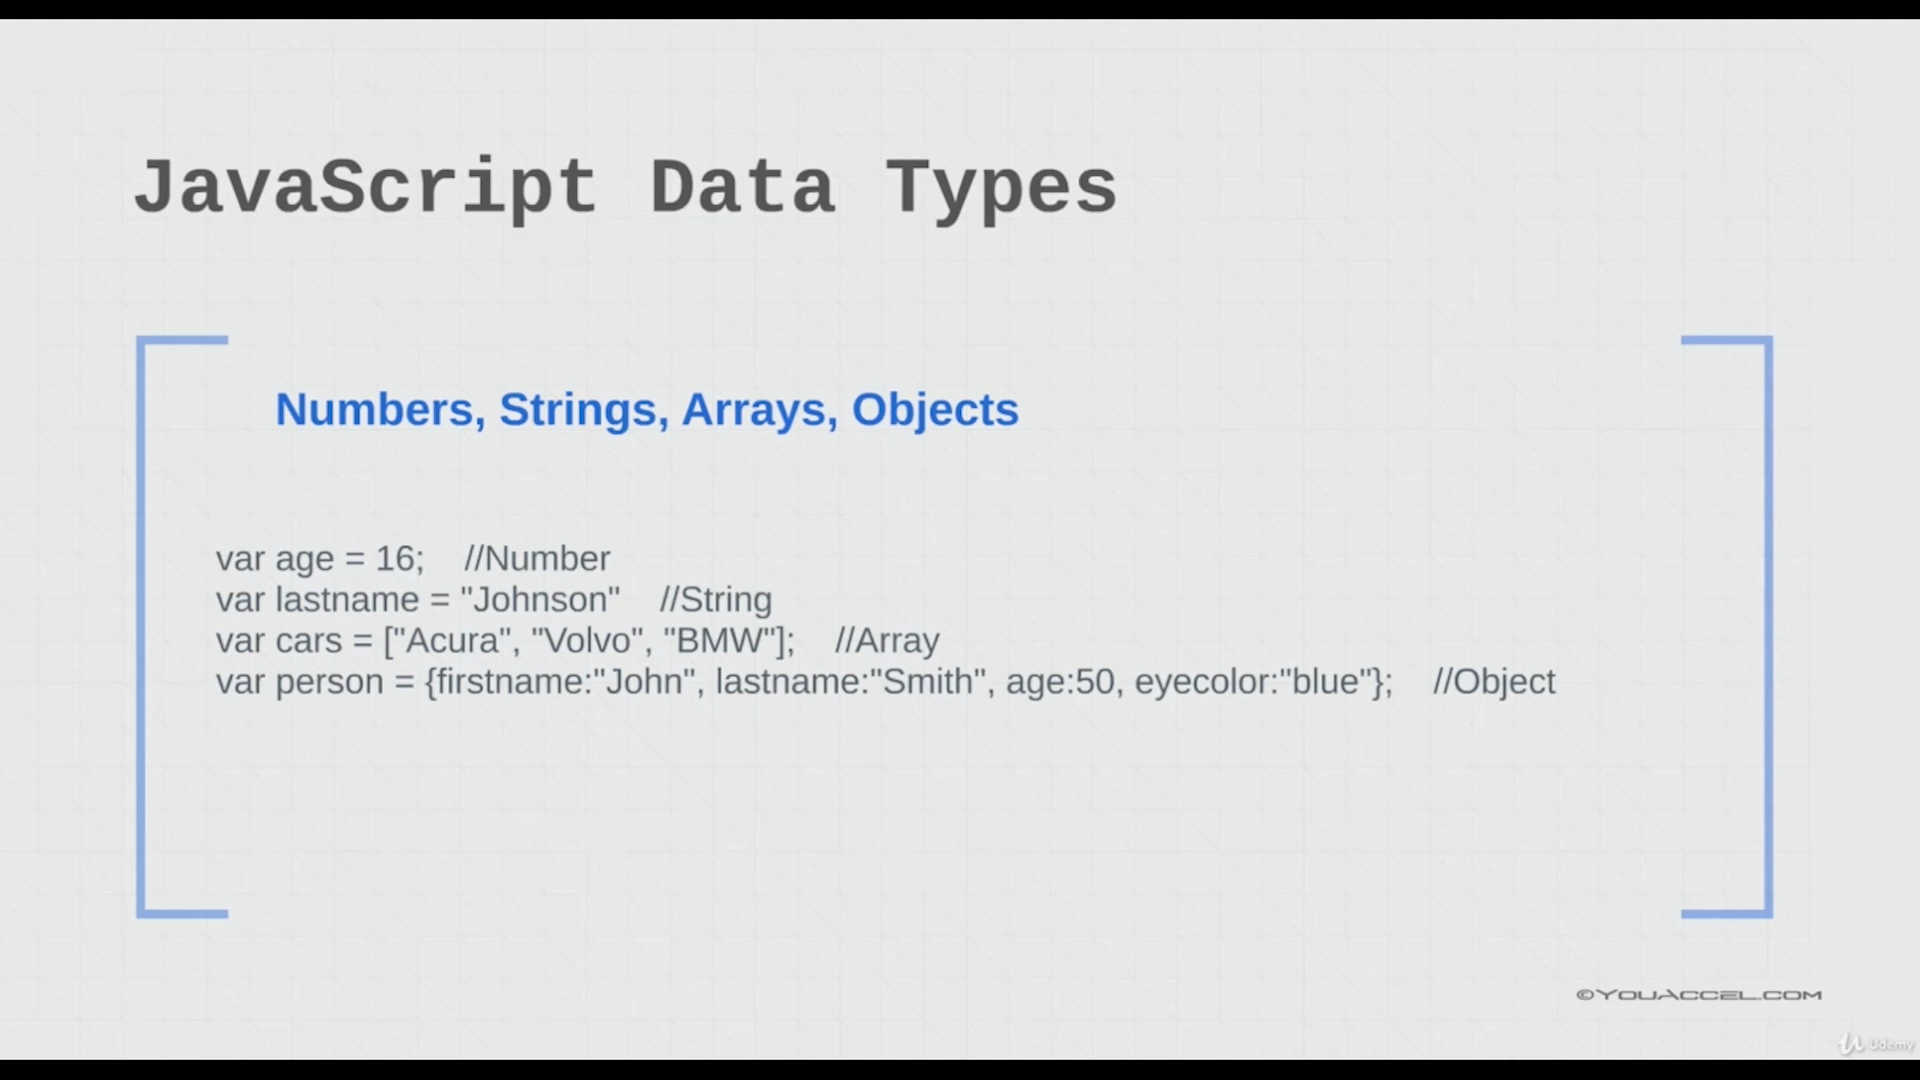 JavaScript Data Types
Numbers, Strings, Arrays, Objects
var age = 16;    //Number
var lastname = "Johnson"    //String
var cars = ["Acura", "Volvo", "BMW"];    //Array
var person = {firstname:"John", lastname:"Smith", age:50, eyecolor:"blue"};    //Object
©YouAccel.com
Udemy